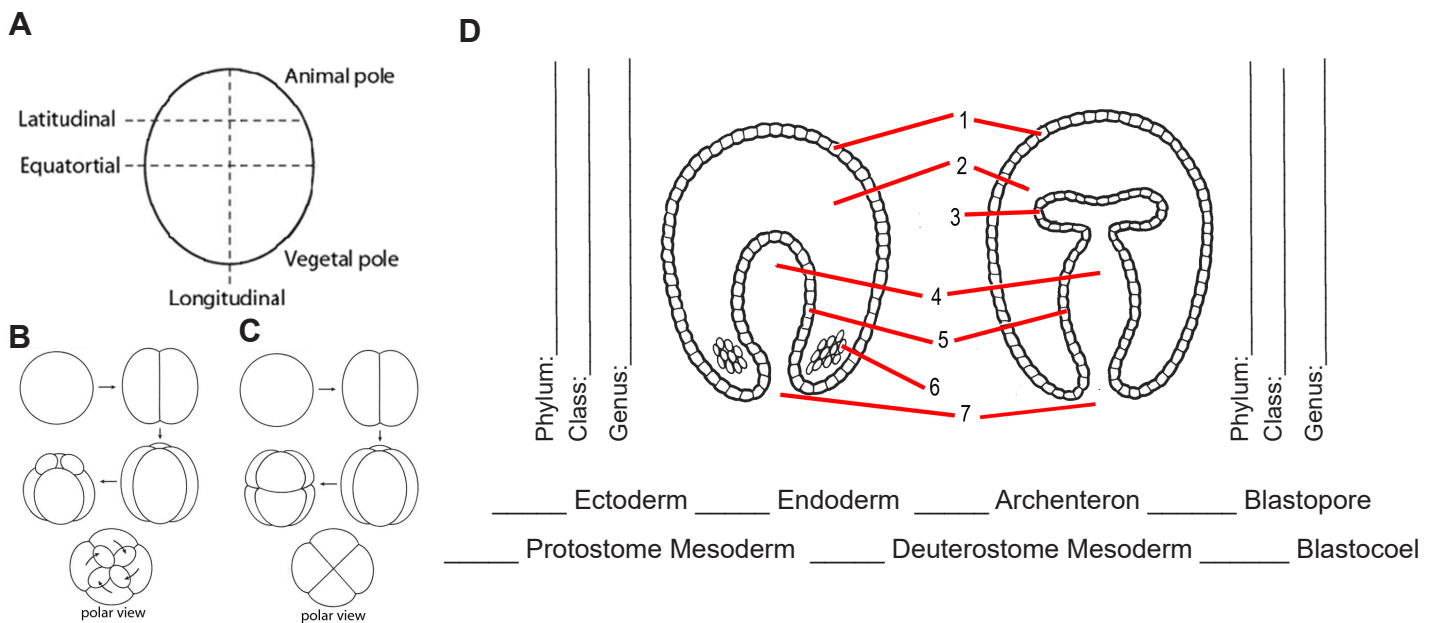 A
Animal pole
Latitudinal
Equatortial
Vegetal pole
Longitudinal
B
polar view
C
polar view
D
Phylum:
Class:
Genus:
1
2
3
4
5
6
7
Phylum:
Class:
Genus:
_____ Ectoderm _____ Endoderm _____ Archenteron ______ Blastopore
_____ Protostome Mesoderm _____ Deuterostome Mesoderm ______ Blastocoel